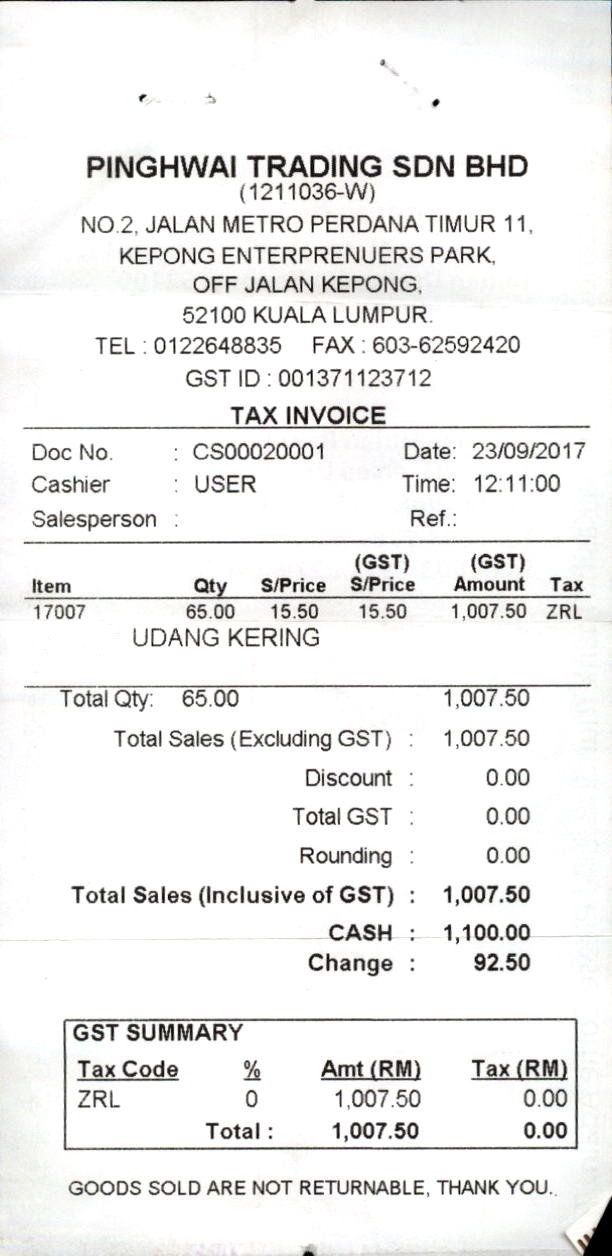 PINGHWAI TRADING SDN BHD
(1211036-W)
NO.2, JALAN METRO PERDANA TIMUR 11,
KEPONG ENTERPRENUERS PARK,
OFF JALAN KEPONG,
52100 KUALA LUMPUR.
TEL : 0122648835 FAX : 603-62592420
GST ID : 001371123712
TAX INVOICE
Doc No. : CS00020001 Date: 23/09/2017
Cashier : USER Time: 12:11:00
Salesperson : Ref.:
(GST) (GST)
Item Qty S/Price S/Price Amount Tax
17007 65.00 15.50 15.50 1,007.50 ZRL
UDANG KERING
Total Qty: 65.00 1,007.50
Total Sales (Excluding GST) : 1,007.50
Discount : 0.00
Total GST : 0.00
Rounding : 0.00
Total Sales (Inclusive of GST) : 1,007.50
CASH : 1,100.00
Change : 92.50
GST SUMMARY
Tax Code % Amt (RM) Tax (RM)
ZRL 0 1,007.50 0.00
Total : 1,007.50 0.00
GOODS SOLD ARE NOT RETURNABLE, THANK YOU.